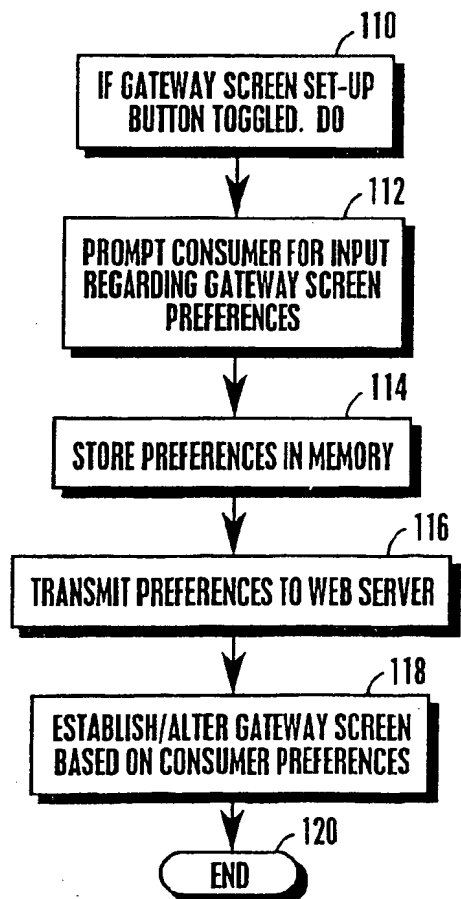 110
IF GATEWAY SCREEN SET-UP
BUTTON TOGGLED. DO
112
PROMPT CONSUMER FOR INPUT
REGARDING GATEWAY SCREEN
PREFERENCES
114
STORE PREFERENCES IN MEMORY
116
TRANSMIT PREFERENCES TO WEB SERVER
118
ESTABLISH/ALTER GATEWAY SCREEN
BASED ON CONSUMER PREFERENCES
120
END